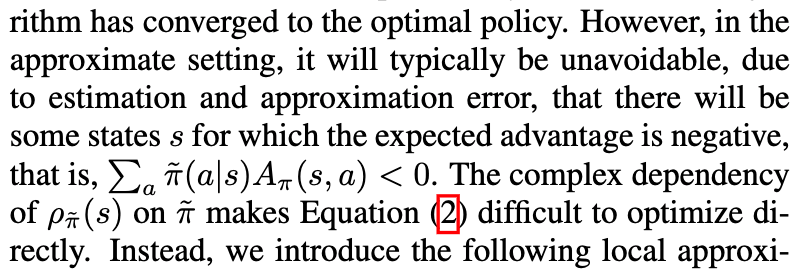 rithm has converged to the optimal policy. However, in the
approximate setting, it will typically be unavoidable, due
to estimation and approximation error, that there will be
some states s for which the expected advantage is negative,
that is, ∑ₐ π̃(a|s)A_π(s, a) < 0. The complex dependency
of ρ_π̃(s) on π̃ makes Equation (2) difficult to optimize di-
rectly. Instead, we introduce the following local approxi-